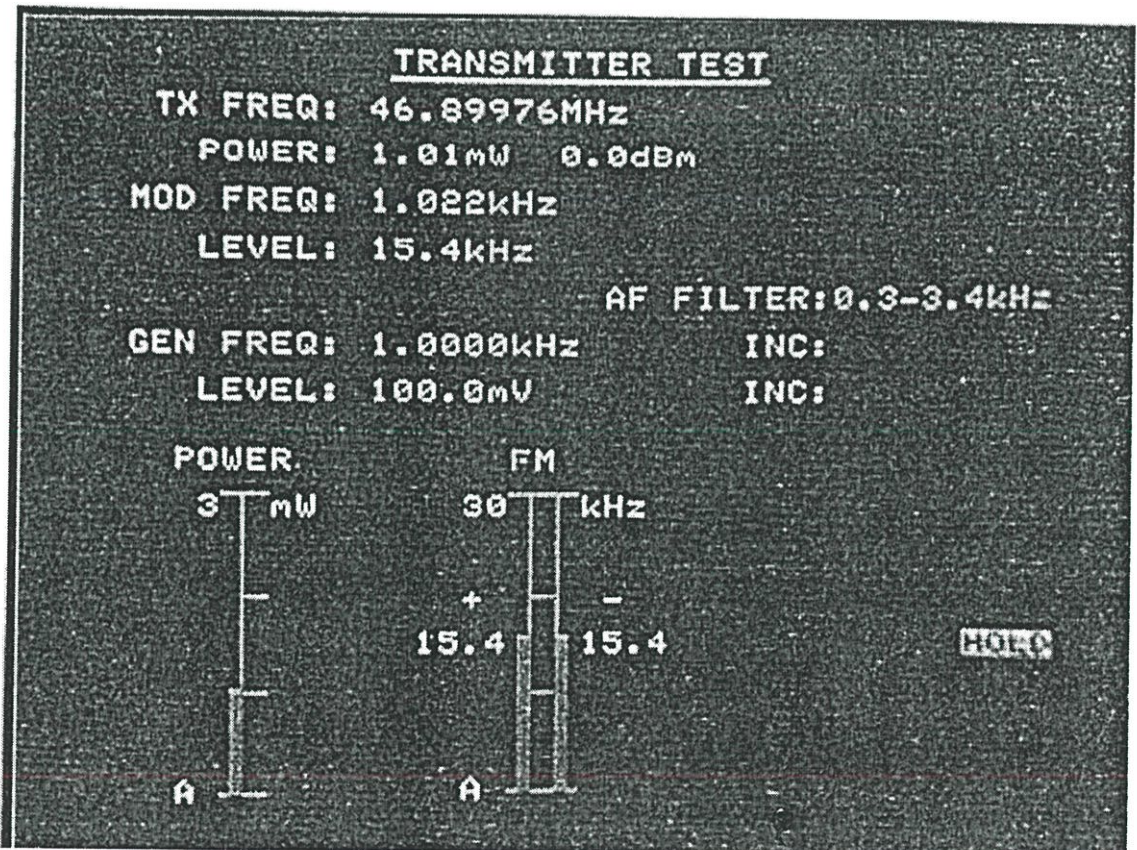 TRANSMITTER TEST
TX FREQ: 46.89976MHz
POWER: 1.01mW 0.0dBm
MOD FREQ: 1.022kHz
LEVEL: 15.4kHz
AF FILTER:0.3-3.4kHz
GEN FREQ: 1.0000kHz INC:
LEVEL: 100.0mV INC:
POWER FM
3 mW 30 kHz
+ -
15.4 15.4 HOLD
A A